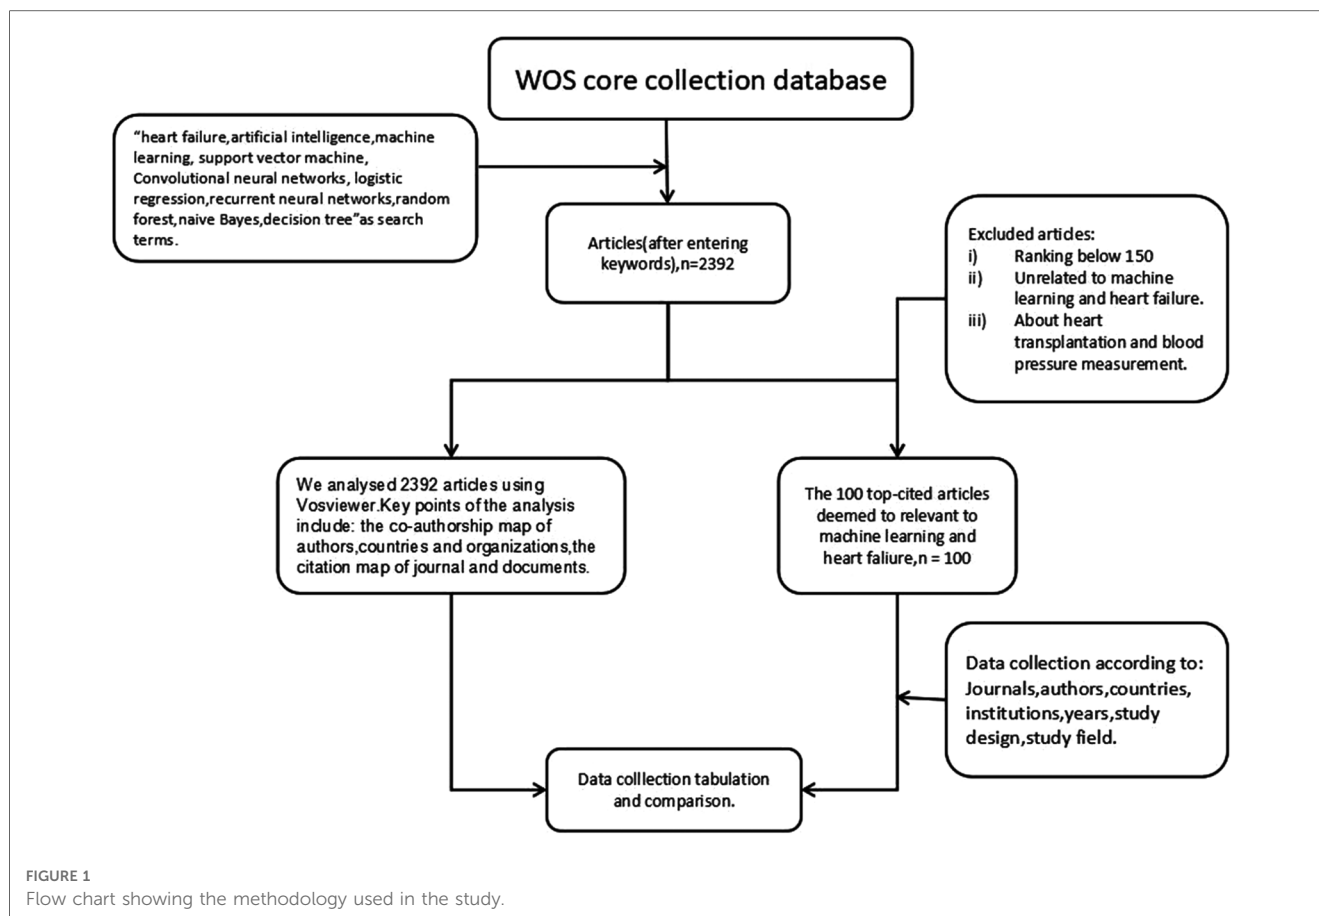 WOS core collection database
“heart failure,artificial intelligence,machine
learning, support vector machine,
Convolutional neural networks, logistic
regression,recurrent neural networks,random
forest,naive Bayes,decision tree”as search
terms.
Articles(after entering
keywords),n=2392
Excluded articles:
i) Ranking below 150
ii) Unrelated to machine
learning and heart failure.
iii) About heart
transplantation and blood
pressure measurement.
We analysed 2392 articles using
Vosviewer.Key points of the analysis
include: the co-authorship map of
authors,countries and organizations,the
citation map of journal and documents.
The 100 top-cited articles
deemed to relevant to
machine learning and
heart faliure,n = 100
Data collection according to:
Journals,authors,countries,
institutions,years,study
design,study field.
Data colllection tabulation
and comparison.
FIGURE 1
Flow chart showing the methodology used in the study.